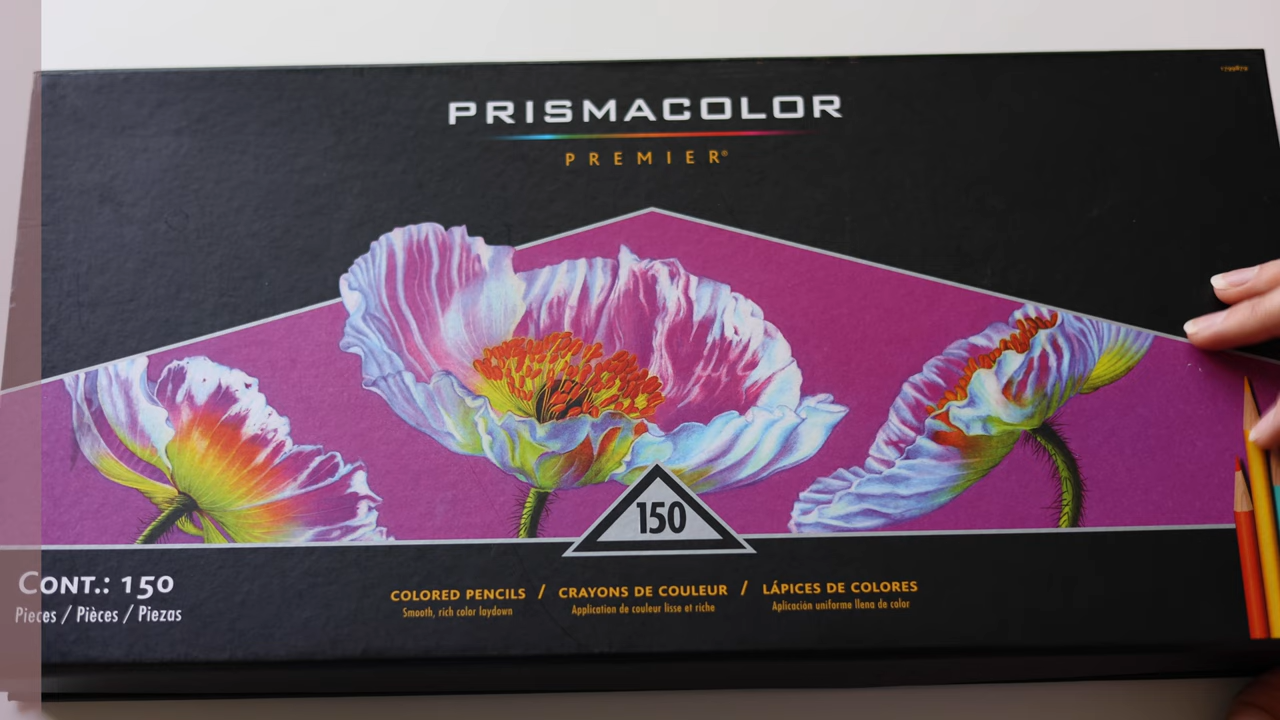 PRISMACOLOR
PREMIER®
150
CONT.: 150
Pieces / Pièces / Piezas
COLORED PENCILS / CRAYONS DE COULEUR / LÁPICES DE COLORES
Smooth, rich color laydown
Application de couleur lisse et riche
Aplicación uniforme llena de color